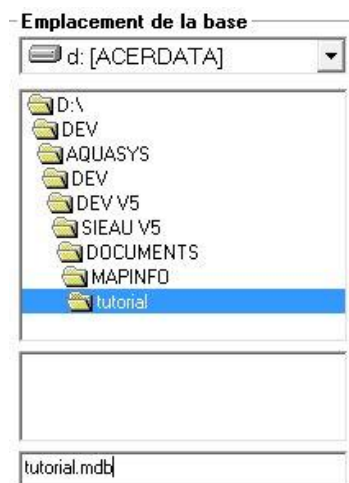 Emplacement de la base
d: [ACERDATA]
D:\
DEV
AQUASYS
DEV
DEV V5
SIEAU V5
DOCUMENTS
MAPINFO
tutorial
tutorial.mdb